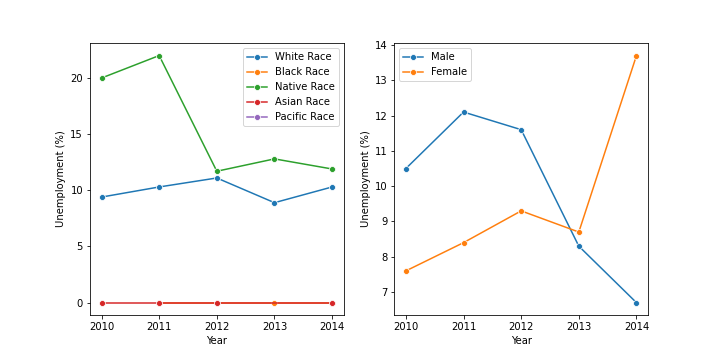 Unemployment (%)
20
15
10
5
0
White Race
Black Race
Native Race
Asian Race
Pacific Race
2010 2011 2012 2013 2014
Year
Unemployment (%)
14
13
12
11
10
9
8
7
Male
Female
2010 2011 2012 2013 2014
Year